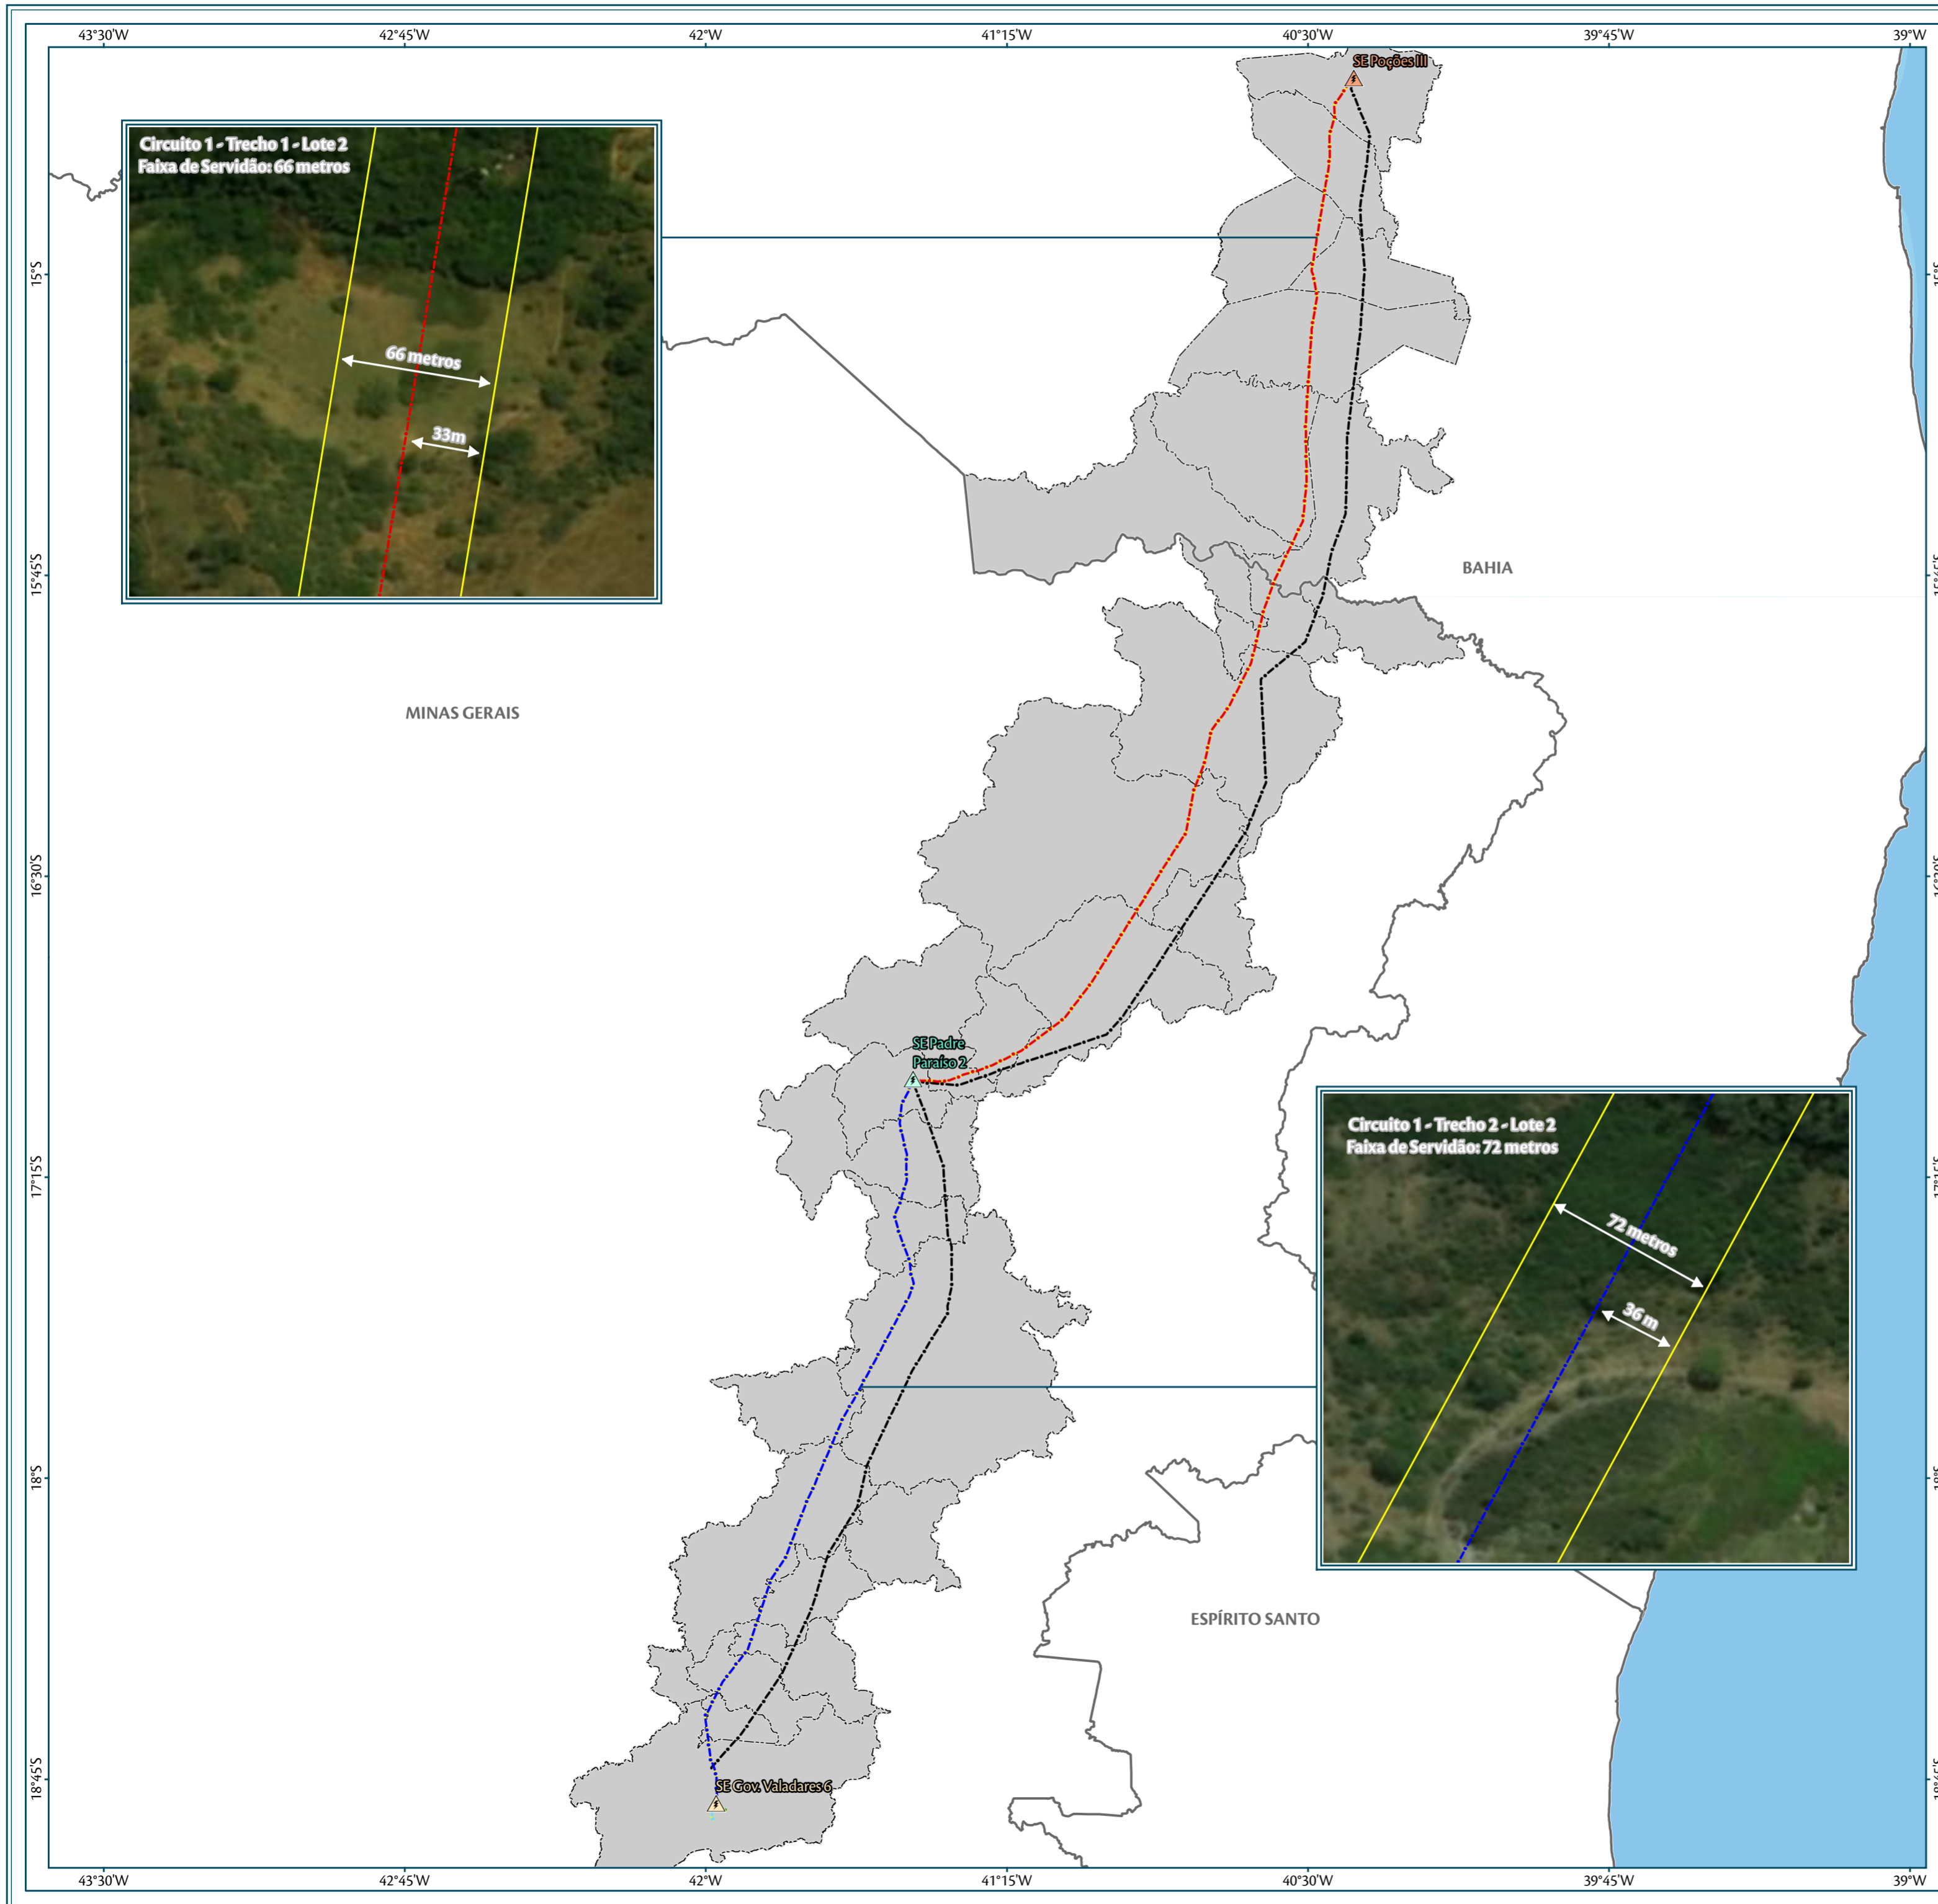 43°30'W 42°45'W 42°W 41°15'W 40°30'W 39°45'W 39°W
SE Poções III
Circuito 1 - Trecho 1 - Lote 2
Faixa de Servidão: 66 metros
15°S 15°S
66 metros
33m
15°45'S
BAHIA
MINAS GERAIS
16°30'S
SE Padre
Paraíso 2
Circuito 1 - Trecho 2 - Lote 2
Faixa de Servidão: 72 metros
17°15'S
72 metros
36 m
18°S
ESPÍRITO SANTO
18°45'S
SE Gov. Valadares 6
43°30'W 42°45'W 42°W 41°15'W 40°30'W 39°45'W 39°W